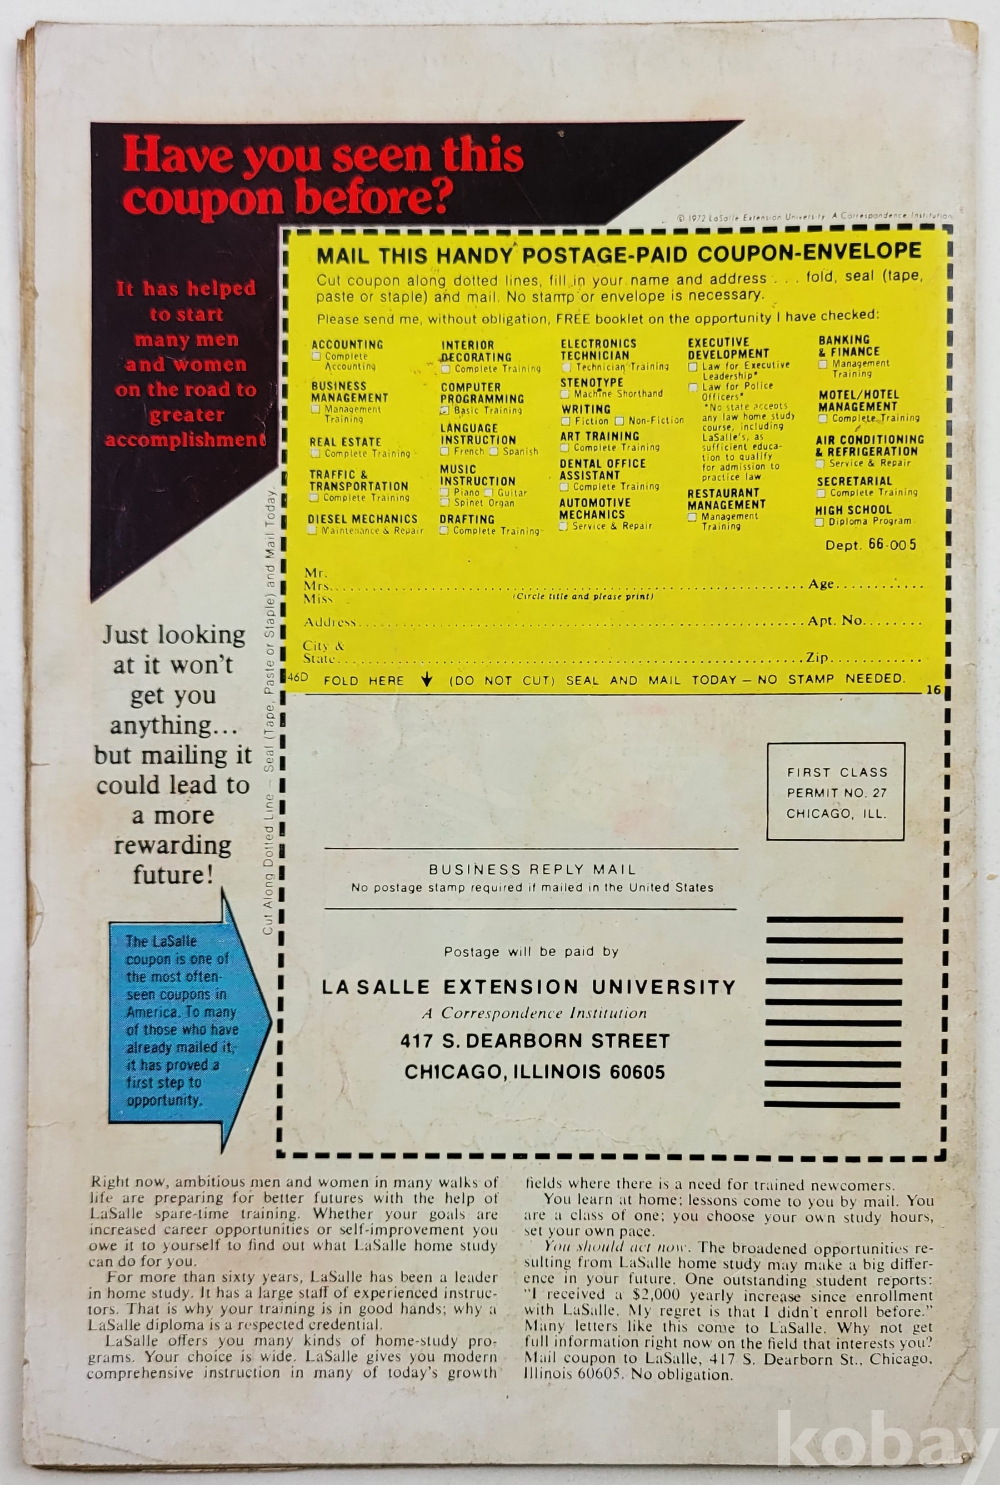 Have you seen this
coupon before?
It has helped
to start
many men
and women
on the road to
greater
accomplishment
© 1972 LaSalle Extension University A Correspondence Institution
MAIL THIS HANDY POSTAGE-PAID COUPON-ENVELOPE
Cut coupon along dotted lines, fill in your name and address . . . fold, seal (tape,
paste or staple) and mail. No stamp or envelope is necessary.
Please send me, without obligation, FREE booklet on the opportunity I have checked:
ACCOUNTING
Complete
Accounting
BUSINESS
MANAGEMENT
Management
Training
REAL ESTATE
Complete Training
TRAFFIC &
TRANSPORTATION
Complete Training
DIESEL MECHANICS
Maintenance & Repair
INTERIOR
DECORATING
Complete Training
COMPUTER
PROGRAMMING
Basic Training
LANGUAGE
INSTRUCTION
French Spanish
MUSIC
INSTRUCTION
Piano Guitar
Spinet Organ
DRAFTING
Complete Training
ELECTRONICS
TECHNICIAN
Technician Training
STENOTYPE
Machine Shorthand
WRITING
Fiction Non-Fiction
ART TRAINING
Complete Training
DENTAL OFFICE
ASSISTANT
Complete Training
AUTOMOTIVE
MECHANICS
Service & Repair
EXECUTIVE
DEVELOPMENT
Law for Executive
Leadership*
Law for Police
Officers*
*No state accepts
any law home study
course, including
LaSalle's, as
sufficient educa-
tion to qualify
for admission to
practice law
RESTAURANT
MANAGEMENT
Management
Training
BANKING
& FINANCE
Management
Training
MOTEL/HOTEL
MANAGEMENT
Complete Training
AIR CONDITIONING
& REFRIGERATION
Service & Repair
SECRETARIAL
Complete Training
HIGH SCHOOL
Diploma Program
Dept. 66-005
Mr.
Mrs. Age
Miss (Circle title and please print)
Address Apt. No.
City &
State Zip
46D FOLD HERE ↓ (DO NOT CUT) SEAL AND MAIL TODAY — NO STAMP NEEDED.
16
Cut Along Dotted Line — Seal (Tape, Paste or Staple) and Mail Today.
Just looking
at it won't
get you
anything...
but mailing it
could lead to
a more
rewarding
future!
FIRST CLASS
PERMIT NO. 27
CHICAGO, ILL.
BUSINESS REPLY MAIL
No postage stamp required if mailed in the United States
Postage will be paid by
LA SALLE EXTENSION UNIVERSITY
A Correspondence Institution
417 S. DEARBORN STREET
CHICAGO, ILLINOIS 60605
The LaSalle
coupon is one of
the most often-
seen coupons in
America. To many
of those who have
already mailed it,
it has proved a
first step to
opportunity.
Right now, ambitious men and women in many walks of
life are preparing for better futures with the help of
LaSalle spare-time training. Whether your goals are
increased career opportunities or self-improvement you
owe it to yourself to find out what LaSalle home study
can do for you.
For more than sixty years, LaSalle has been a leader
in home study. It has a large staff of experienced instruc-
tors. That is why your training is in good hands; why a
LaSalle diploma is a respected credential.
LaSalle offers you many kinds of home-study pro-
grams. Your choice is wide. LaSalle gives you modern
comprehensive instruction in many of today's growth
fields where there is a need for trained newcomers.
You learn at home; lessons come to you by mail. You
are a class of one; you choose your own study hours,
set your own pace.
You should act now. The broadened opportunities re-
sulting from LaSalle home study may make a big differ-
ence in your future. One outstanding student reports:
"I received a $2,000 yearly increase since enrollment
with LaSalle. My regret is that I didn't enroll before."
Many letters like this come to LaSalle. Why not get
full information right now on the field that interests you?
Mail coupon to LaSalle, 417 S. Dearborn St., Chicago,
Illinois 60605. No obligation.
kobay